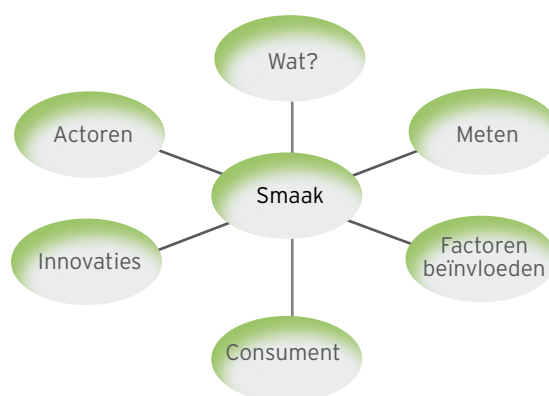 Wat?
Actoren
Meten
Smaak
Innovaties
Factoren
beïnvloeden
Consument